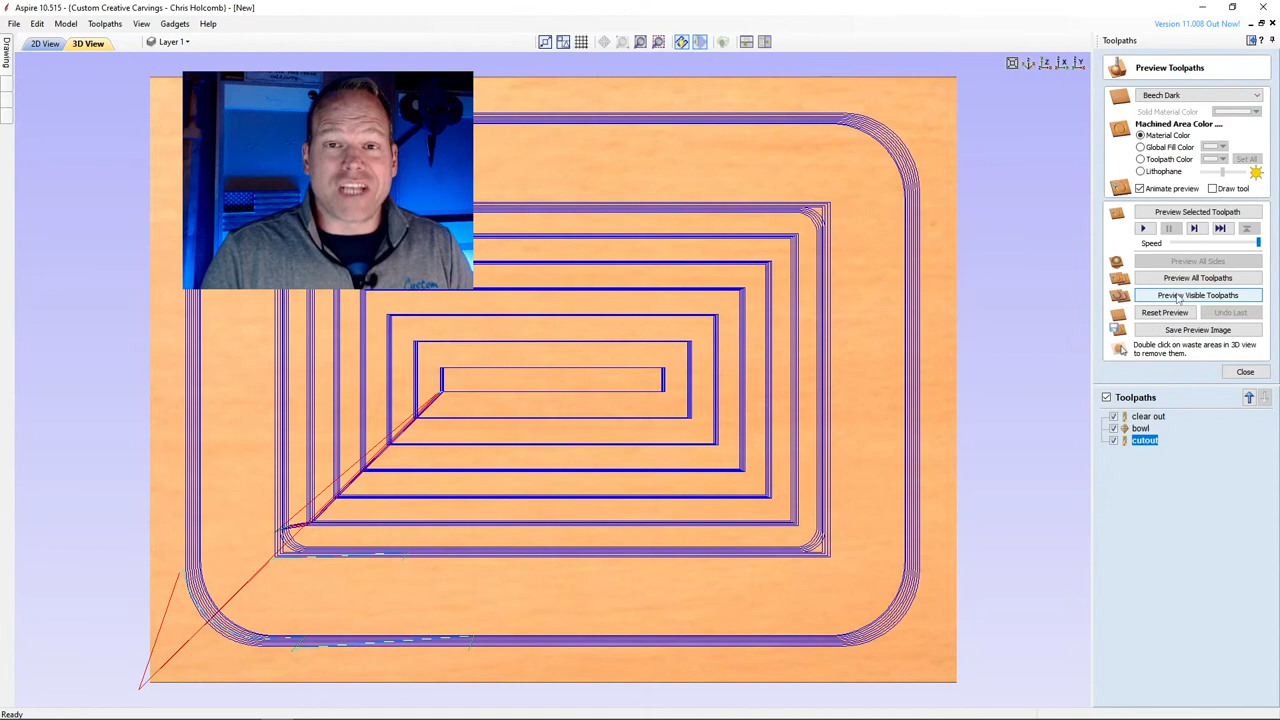 Aspire 10.515 - {Custom Creative Carvings - Chris Holcomb} - [New]
File Edit Model Toolpaths View Gadgets Help
Version 11.008 Out Now!
2D View 3D View Layer 1
Drawing
Toolpaths
Preview Toolpaths
Beech Dark
Solid Material Color
Machined Area Color ....
Material Color
Global Fill Color
Toolpath Color Set All
Lithophane
Animate preview Draw tool
Preview Selected Toolpath
Speed
Preview All Sides
Preview All Toolpaths
Preview Visible Toolpaths
Reset Preview Undo Last
Save Preview Image
Double click on waste areas in 3D view
to remove them.
Close
Toolpaths
clear out
bowl
cutout
Ready